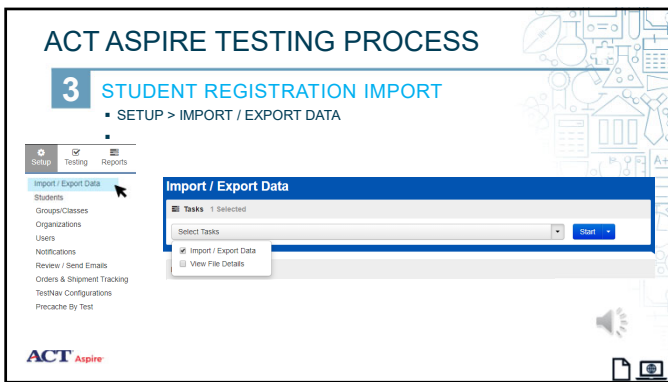 ACT ASPIRE TESTING PROCESS
3 STUDENT REGISTRATION IMPORT
▪ SETUP > IMPORT / EXPORT DATA
▪
Setup Testing Reports
Import / Export Data
Students
Groups/Classes
Organizations
Users
Notifications
Review / Send Emails
Orders & Shipment Tracking
TestNav Configurations
Precache By Test
Import / Export Data
Tasks 1 Selected
Select Tasks Start
Import / Export Data
View File Details
A+
ACT Aspire